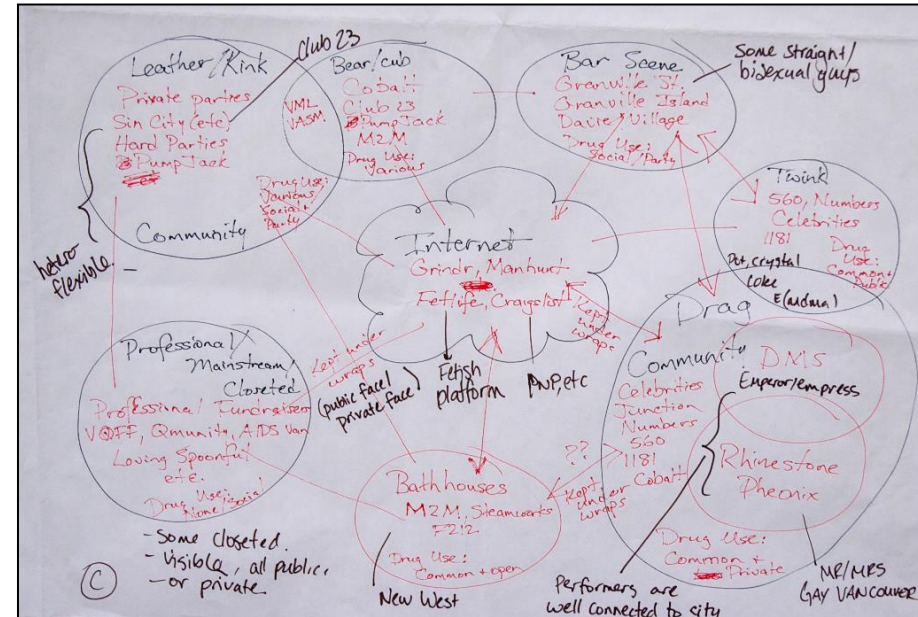 Leather/Kink
Private parties
Sin City (etc)
Hard Parties
PumpJack
Community
Drug Use:
Various
Social +
Party
Club 23
hetero
flexible.
VML
VASM
Bear/cub
Cobalt
Club 23
PumpJack
M2M
Drug Use:
Various
Bar Scene
Granville St.
Granville Island
Davie Village
Drug Use:
Social/Party
Some straight/
bisexual guys
Twink
560, Numbers
Celebrities
1181
Drug
Use:
Common +
Public
Pot, crystal
coke
E(mdma)
Internet
Grindr, Manhunt
Fetlife, Craigslist
Fetish
platform
PNP, etc
Kept under
wraps
(public face/
private face)
Kept
under
wraps
Professional/
Mainstream/
Closeted
Professional Fundraiser
VQFF, Qmunity, AIDS Van
Loving Spoonful
etc.
Drug Use:
None/social
- Some closeted.
- Visible, all public,
- or private.
Bathhouses
M2M, Steamworks
F212
Drug Use:
Common + open
New West
??
Kept
under
wraps
Drag
Community
Celebrities
Junction
Numbers
560
1181
Cobalt
DMS
Emperor/empress
Rhinestone
Pheonix
Drug Use:
Common +
Private
Performers are
well connected to city
MR/MRS
GAY VANCOUVER
C